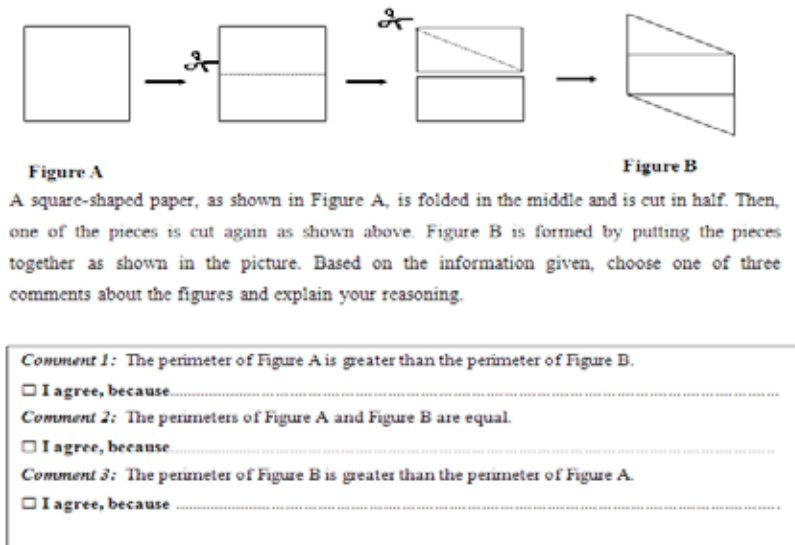 Figure A
Figure B
A square-shaped paper, as shown in Figure A, is folded in the middle and is cut in half. Then,
one of the pieces is cut again as shown above. Figure B is formed by putting the pieces
together as shown in the picture. Based on the information given, choose one of three
comments about the figures and explain your reasoning.
Comment 1: The perimeter of Figure A is greater than the perimeter of Figure B.
☐ I agree, because....................................................................................................
Comment 2: The perimeters of Figure A and Figure B are equal.
☐ I agree, because....................................................................................................
Comment 3: The perimeter of Figure B is greater than the perimeter of Figure A.
☐ I agree, because ....................................................................................................